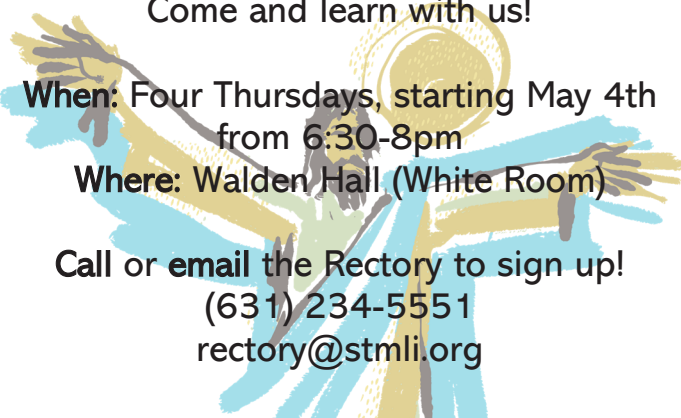 Come and learn with us!
When: Four Thursdays, starting May 4th
from 6:30-8pm
Where: Walden Hall (White Room)
Call or email the Rectory to sign up!
(631) 234-5551
rectory@stmli.org